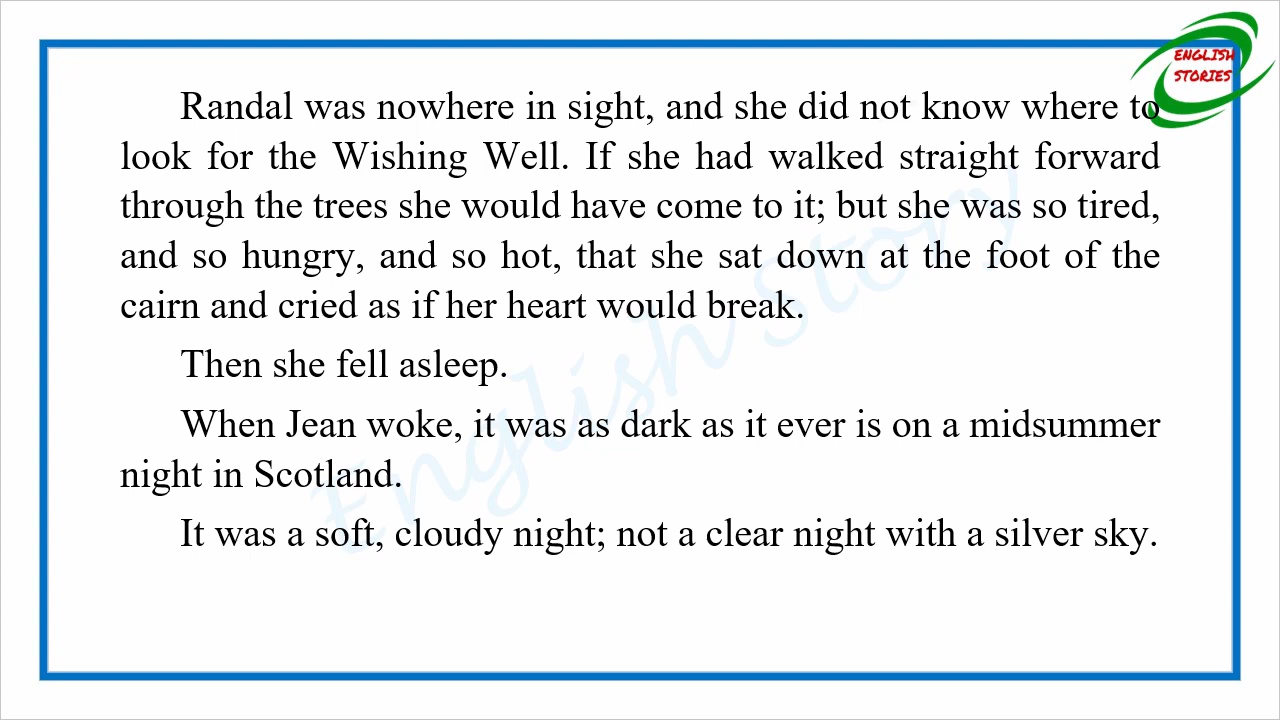 ENGLISH
STORIES
Randal was nowhere in sight, and she did not know where to
look for the Wishing Well. If she had walked straight forward
through the trees she would have come to it; but she was so tired,
and so hungry, and so hot, that she sat down at the foot of the
cairn and cried as if her heart would break.
Then she fell asleep.
When Jean woke, it was as dark as it ever is on a midsummer
night in Scotland.
It was a soft, cloudy night; not a clear night with a silver sky.
English Story